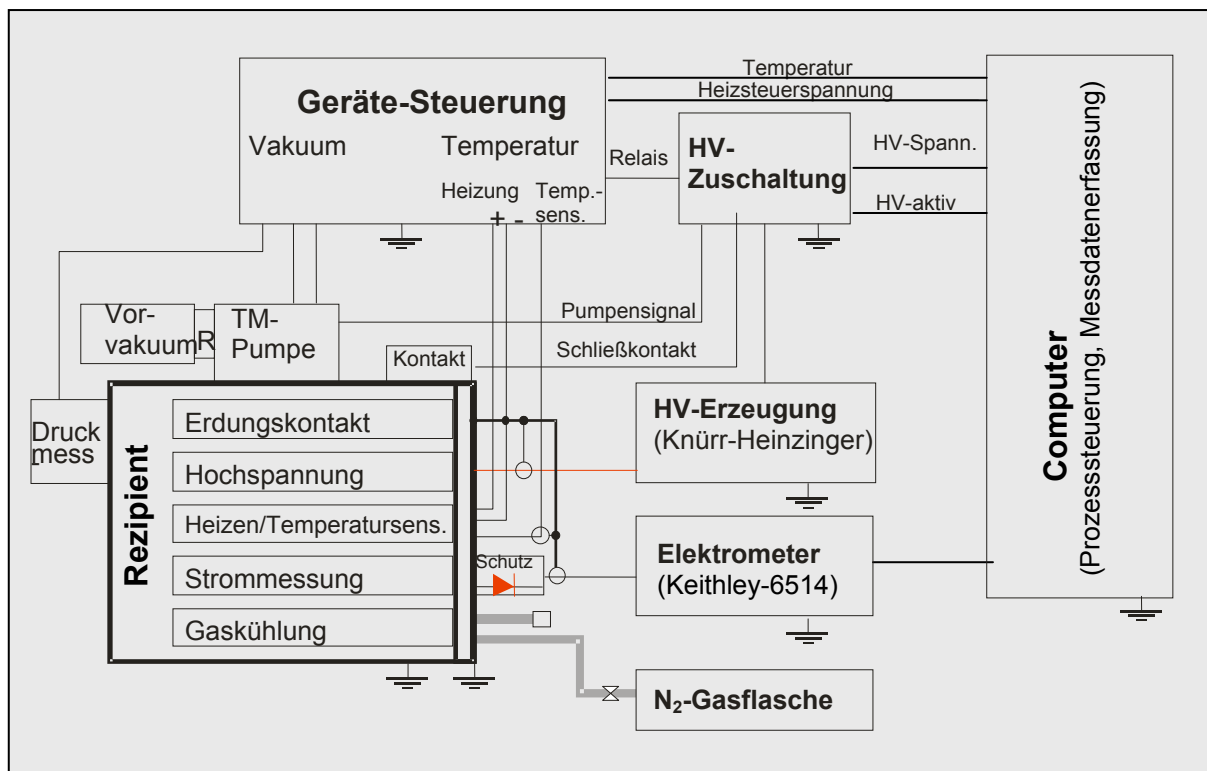 Geräte-Steuerung
Vakuum
Temperatur
Heizung
+ -
Temp.-
sens.
Temperatur
Heizsteuerspannung
Relais
HV-
Zuschaltung
HV-Spann.
HV-aktiv
Computer
(Prozesssteuerung, Messdatenerfassung)
Vor-
vakuum
R
TM-
Pumpe
Pumpensignal
Schließkontakt
Kontakt
Druck
mess
Rezipient
Erdungskontakt
Hochspannung
Heizen/Temperatursens.
Strommessung
Gaskühlung
Schutz
HV-Erzeugung
(Knürr-Heinzinger)
Elektrometer
(Keithley-6514)
N₂-Gasflasche